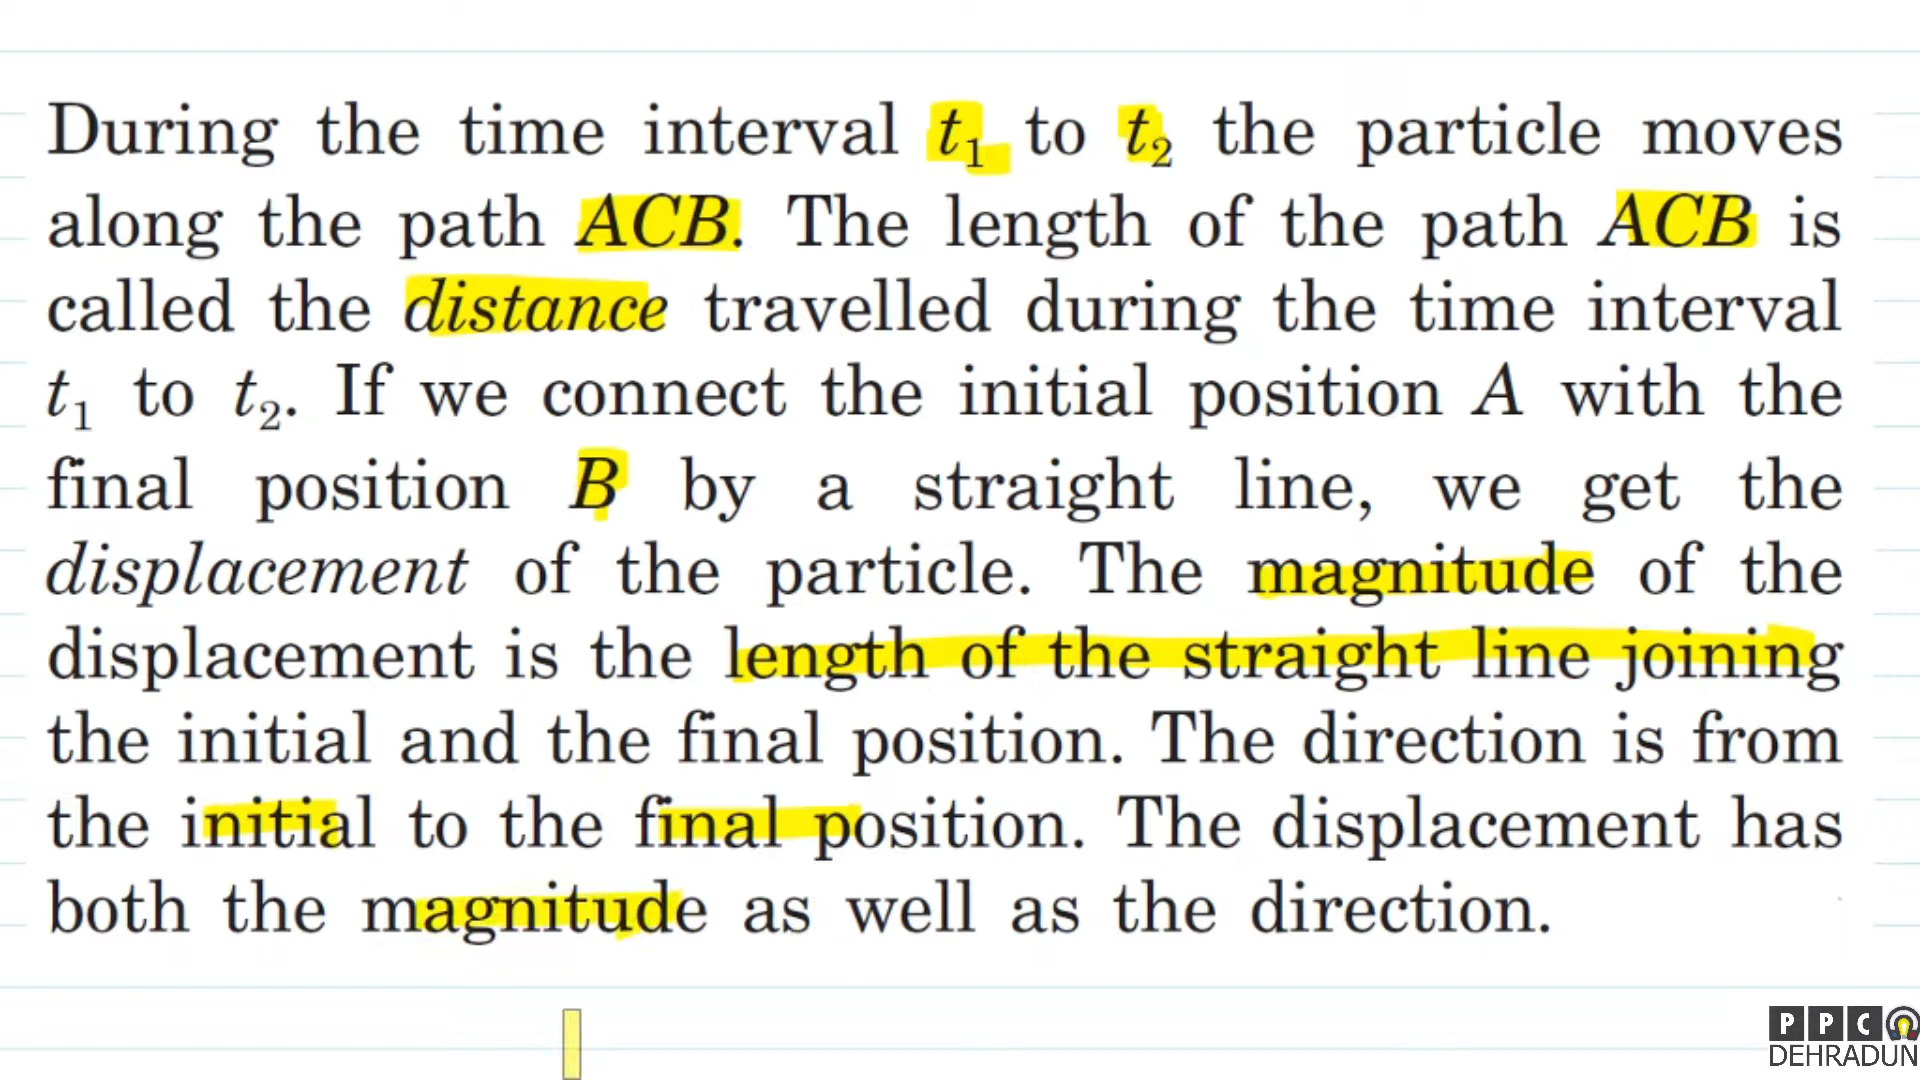 During the time interval t₁ to t₂ the particle moves
along the path ACB. The length of the path ACB is
called the distance travelled during the time interval
t₁ to t₂. If we connect the initial position A with the
final position B by a straight line, we get the
displacement of the particle. The magnitude of the
displacement is the length of the straight line joining
the initial and the final position. The direction is from
the initial to the final position. The displacement has
both the magnitude as well as the direction.
PPC
DEHRADUN